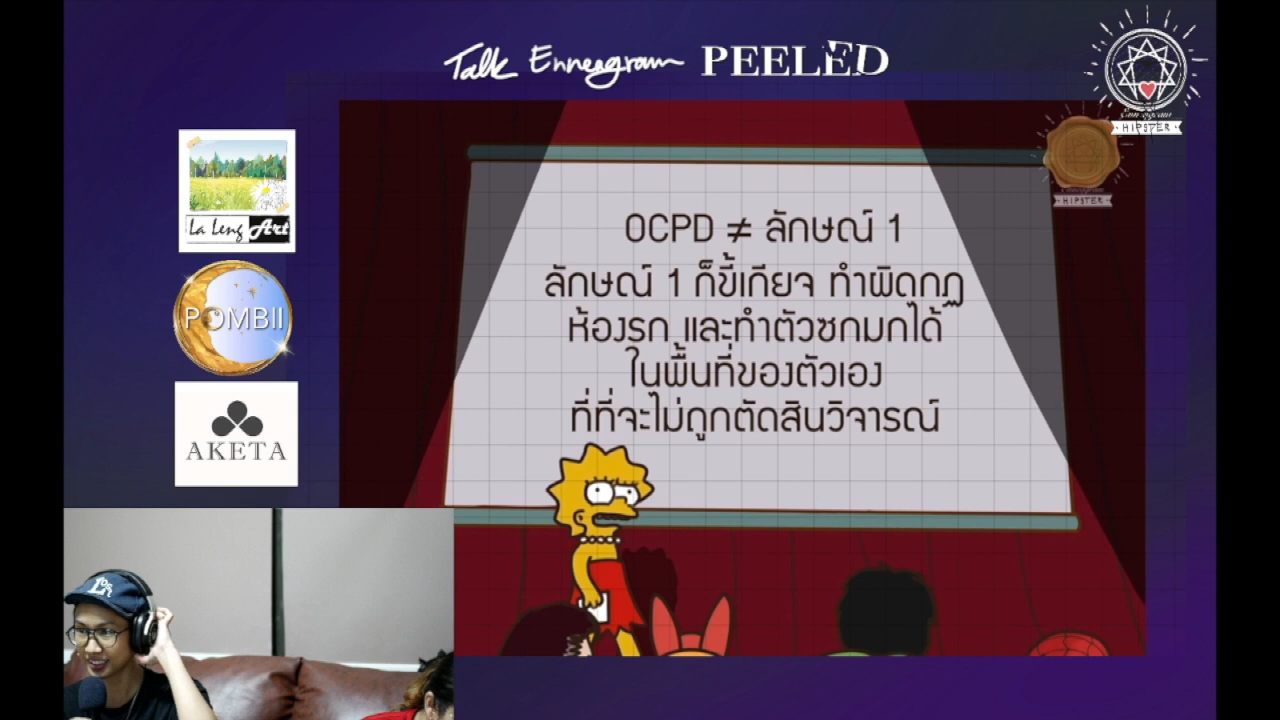 Talk Enneagram PEELED
HIPSTER
HIPSTER
La Leng Art
POMBII
AKETA
OCPD ≠ ลักษณ์ 1
ลักษณ์ 1 ก็ขี้เกียจ ทำผิดกฏ
ห้องรก และทำตัวซกมกได้
ในพื้นที่ของตัวเอง
ที่ที่จะไม่ถูกตัดสินวิจารณ์